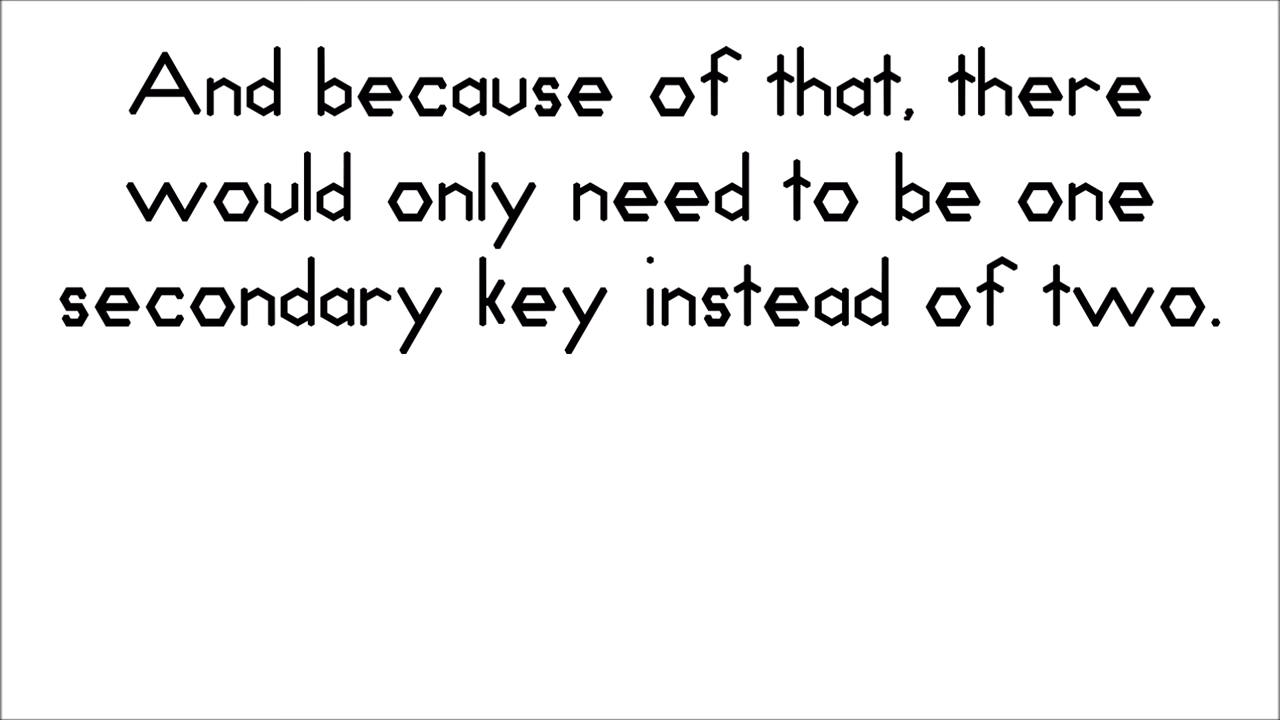 And because of that, there
would only need to be one
secondary key instead of two.